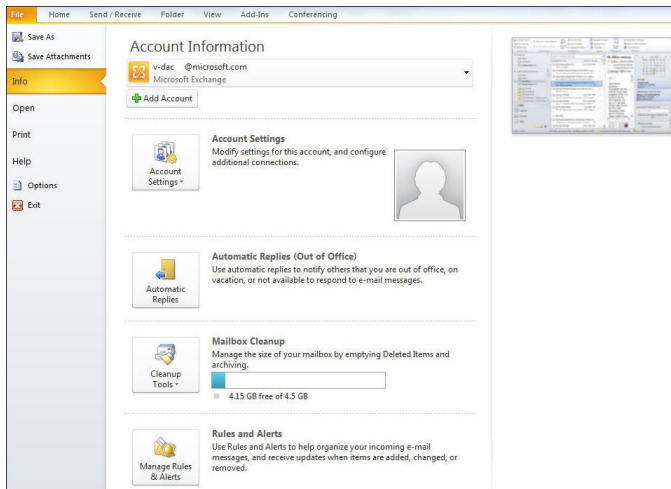 File Home Send / Receive Folder View Add-Ins Conferencing
Save As
Save Attachments
Info
Open
Print
Help
Options
Exit
Account Information
v-dac @microsoft.com
Microsoft Exchange
Add Account
Account Settings
Account Settings
Modify settings for this account, and configure
additional connections.
Automatic Replies
Automatic Replies (Out of Office)
Use automatic replies to notify others that you are out of office, on
vacation, or not available to respond to e-mail messages.
Cleanup Tools
Mailbox Cleanup
Manage the size of your mailbox by emptying Deleted Items and
archiving.
4.15 GB free of 4.5 GB
Manage Rules & Alerts
Rules and Alerts
Use Rules and Alerts to help organize your incoming e-mail
messages, and receive updates when items are added, changed, or
removed.